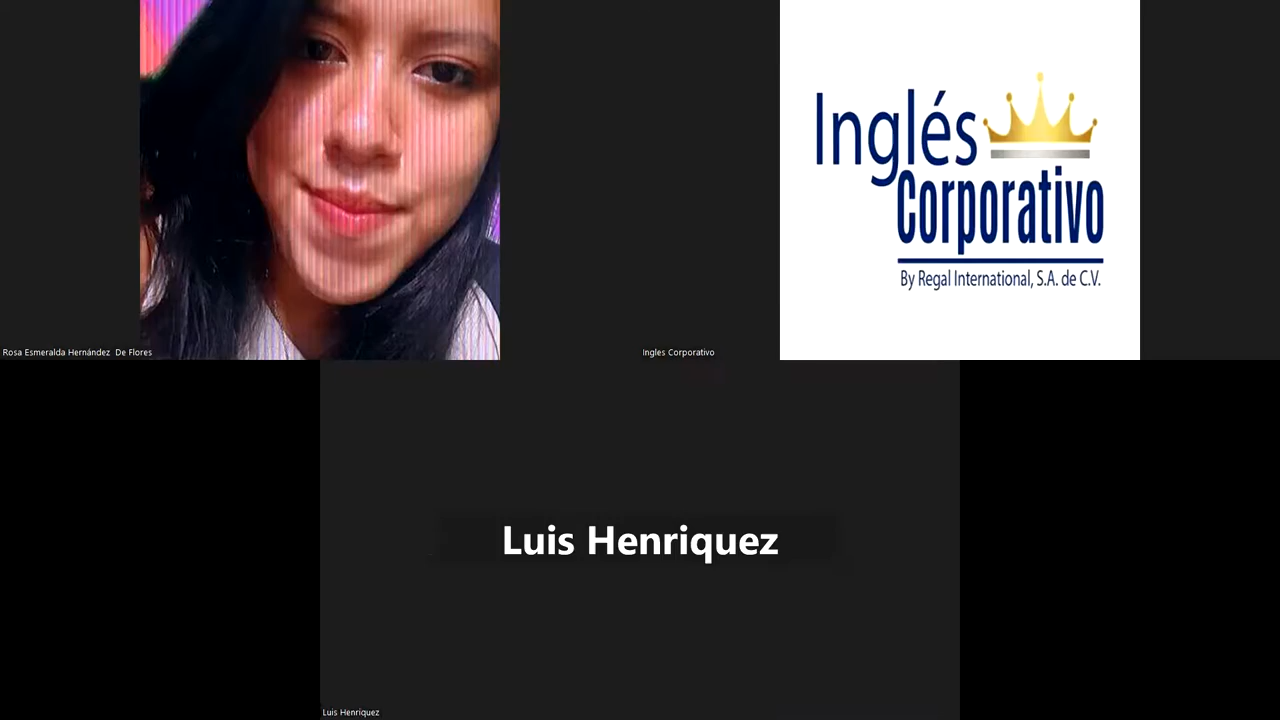 Inglés
Corporativo
By Regal International, S.A. de C.V.
Rosa Esmeralda Hernández  De Flores
Ingles Corporativo
Luis Henriquez
Luis Henriquez